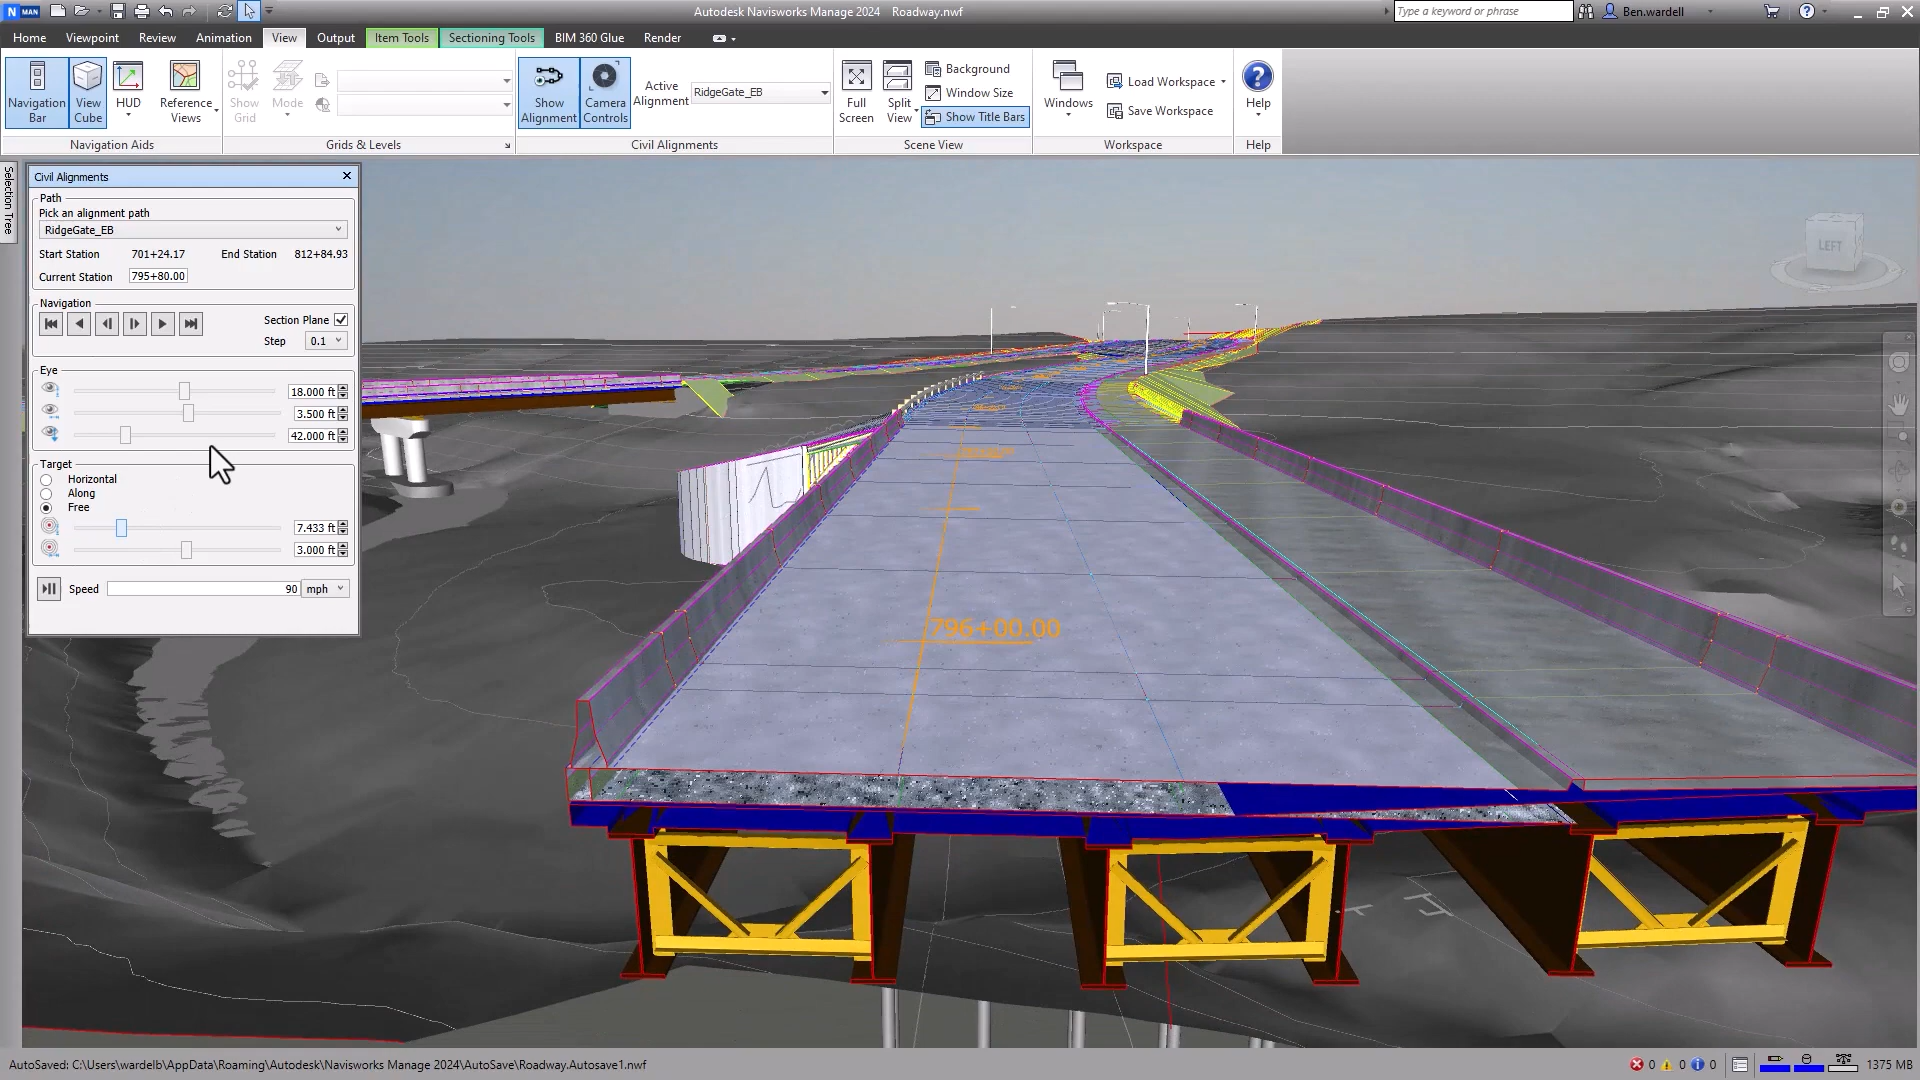 N MAN
Autodesk Navisworks Manage 2024 Roadway.nwf
Type a keyword or phrase
Ben.wardell
Home Viewpoint Review Animation View Output Item Tools Sectioning Tools BIM 360 Glue Render
Navigation Bar
View Cube
HUD
Reference Views
Navigation Aids
Show Grid
Mode
Grids & Levels
Show Alignment
Camera Controls
Active Alignment
RidgeGate_EB
Civil Alignments
Full Screen
Split View
Background
Window Size
Show Title Bars
Scene View
Windows
Load Workspace
Save Workspace
Workspace
Help
Help
Selection Tree
Civil Alignments
Path
Pick an alignment path
RidgeGate_EB
Start Station 701+24.17 End Station 812+84.93
Current Station 795+80.00
Navigation
Section Plane
Step 0.1
Eye
18.000 ft
3.500 ft
42.000 ft
Target
Horizontal
Along
Free
7.433 ft
3.000 ft
Speed 90 mph
LEFT
796+00.00
AutoSaved: C:\Users\wardelb\AppData\Roaming\Autodesk\Navisworks Manage 2024\AutoSave\Roadway.Autosave1.nwf
0 0 0
1375 MB